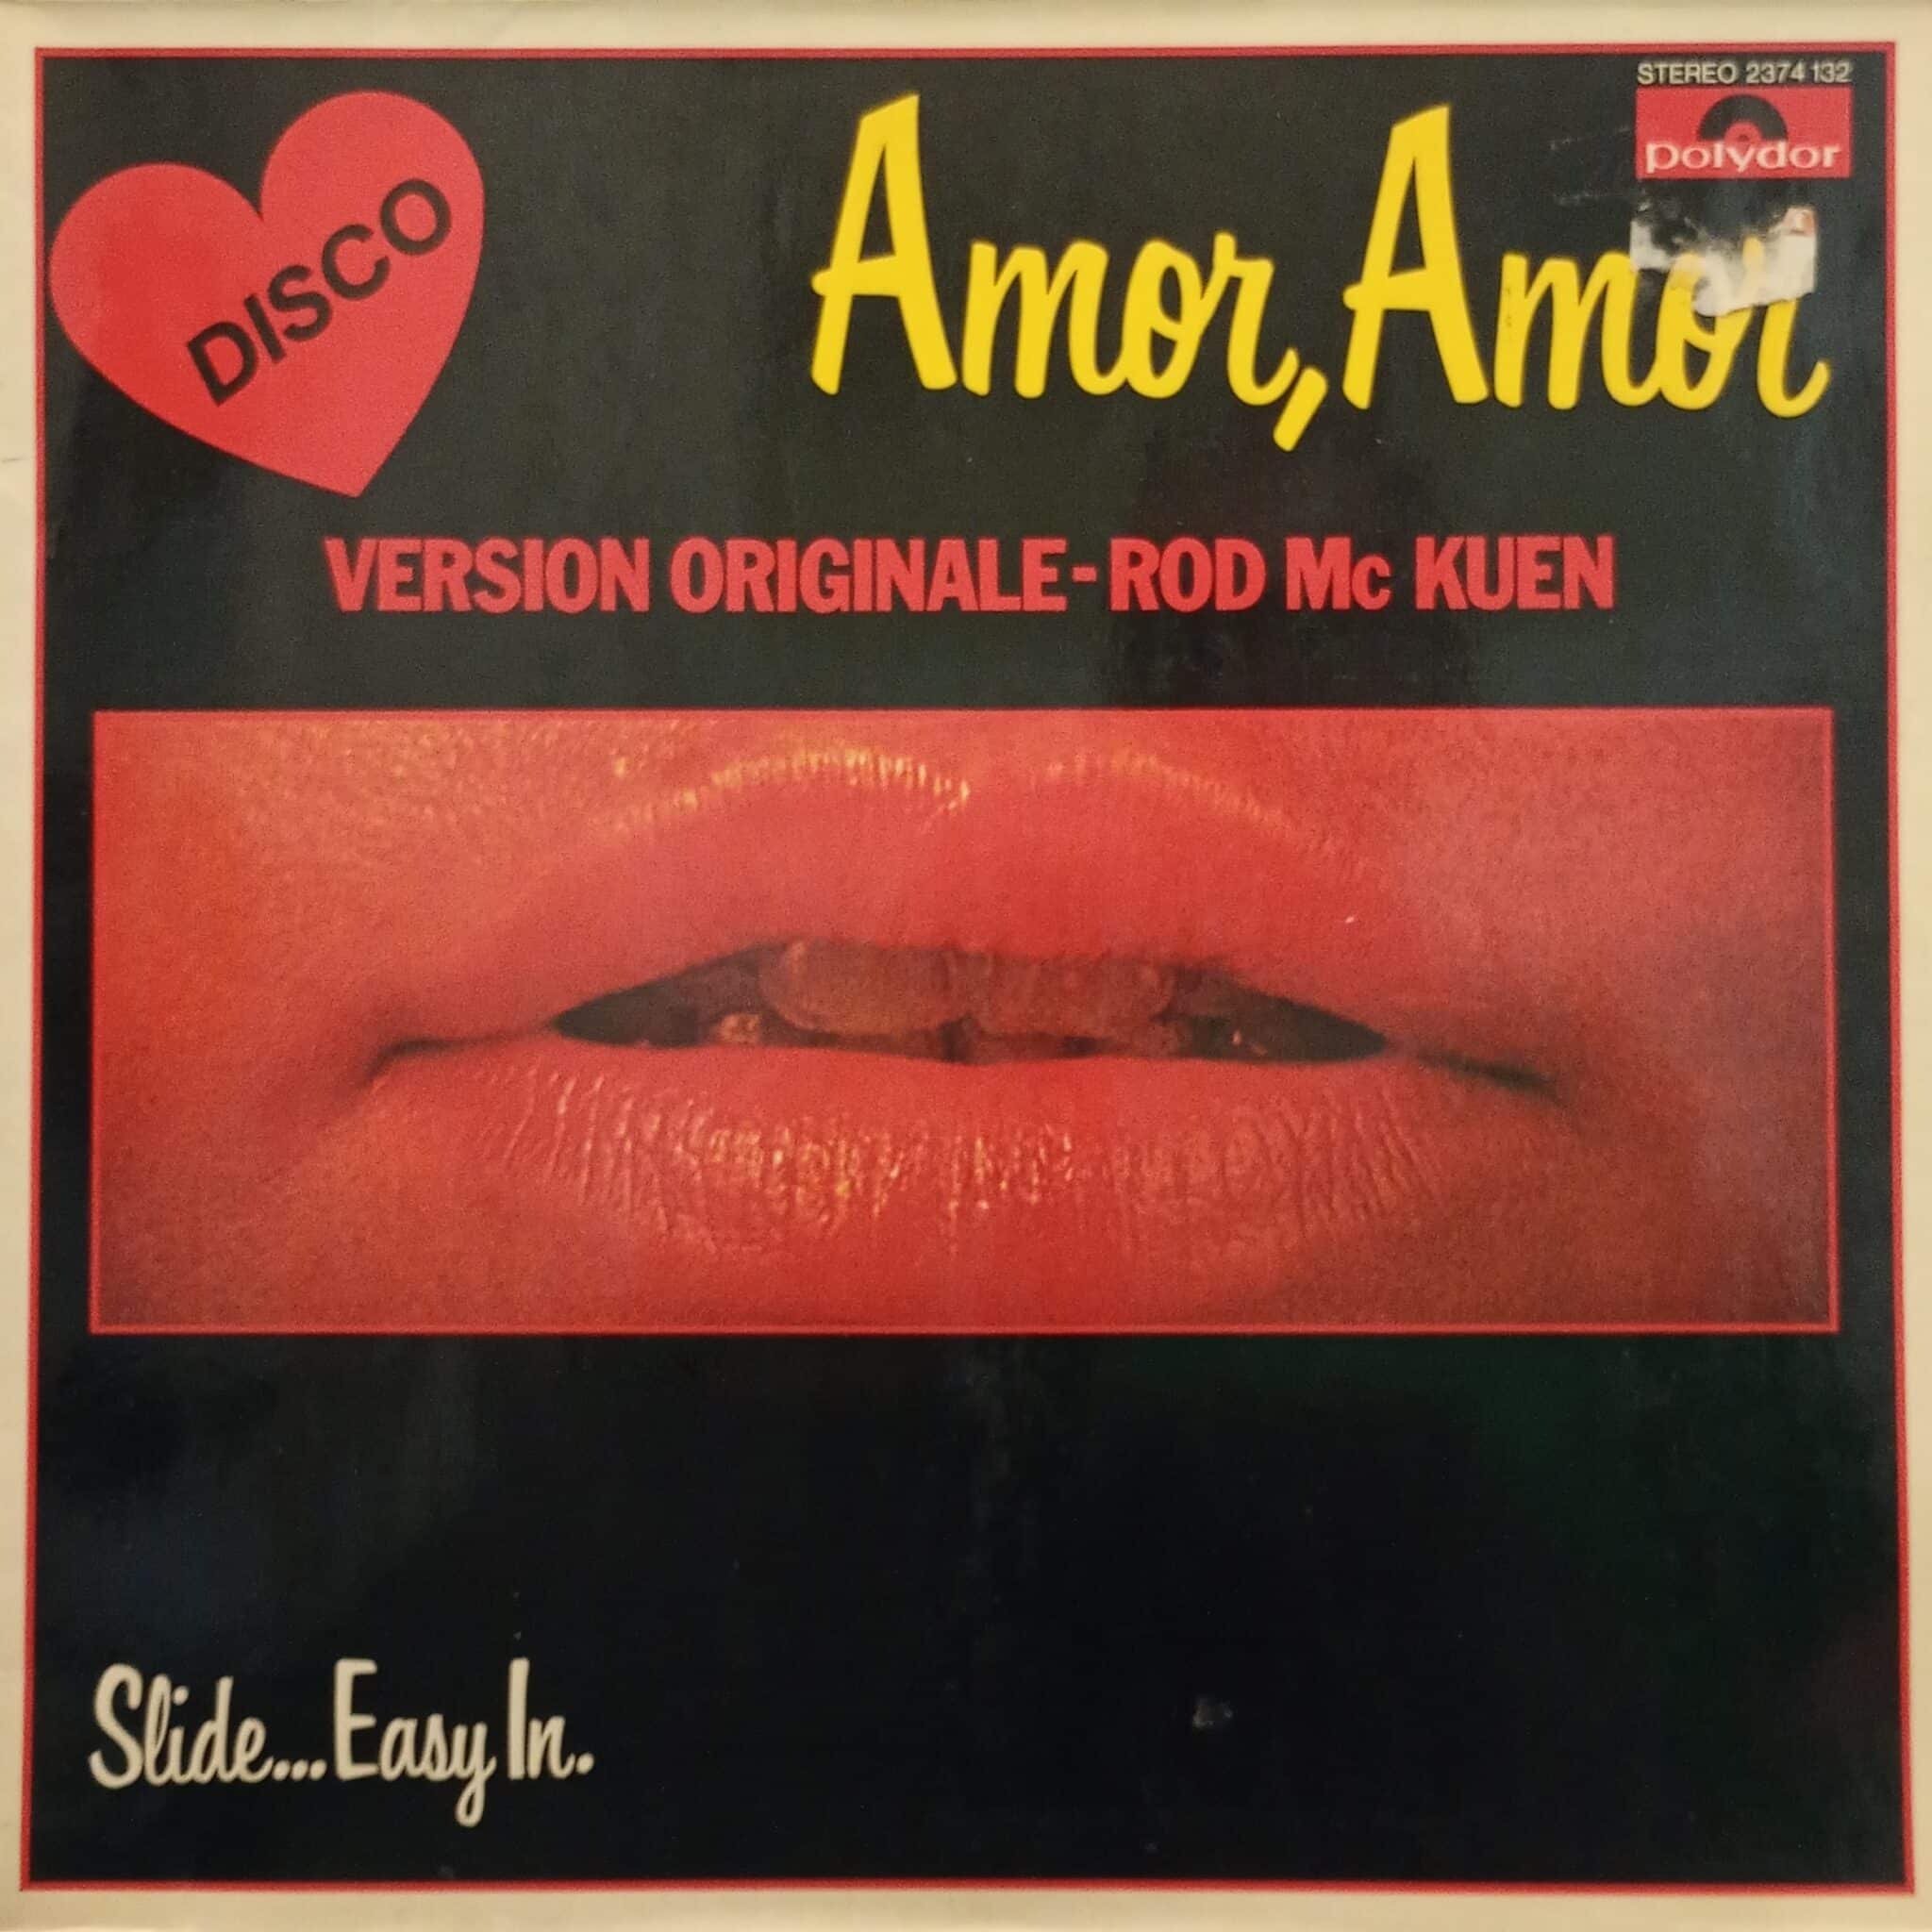 STEREO 2374 132
polydor
DISCO
Amor, Amor
VERSION ORIGINALE-ROD Mc KUEN
Slide...Easy In.